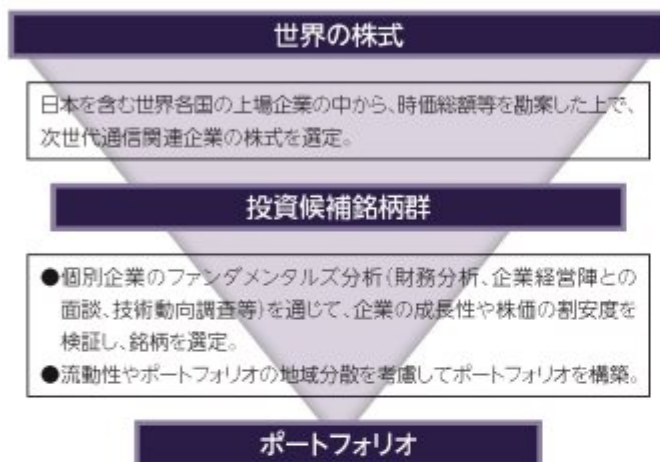 世界の株式
日本を含む世界各国の上場企業の中から、時価総額等を勘案した上で、
次世代通信関連企業の株式を選定。
投資候補銘柄群
●個別企業のファンダメンタルズ分析(財務分析、企業経営陣との
面談、技術動向調査等)を通じて、企業の成長性や株価の割安度を
検証し、銘柄を選定。
●流動性やポートフォリオの地域分散を考慮してポートフォリオを構築。
ポートフォリオ